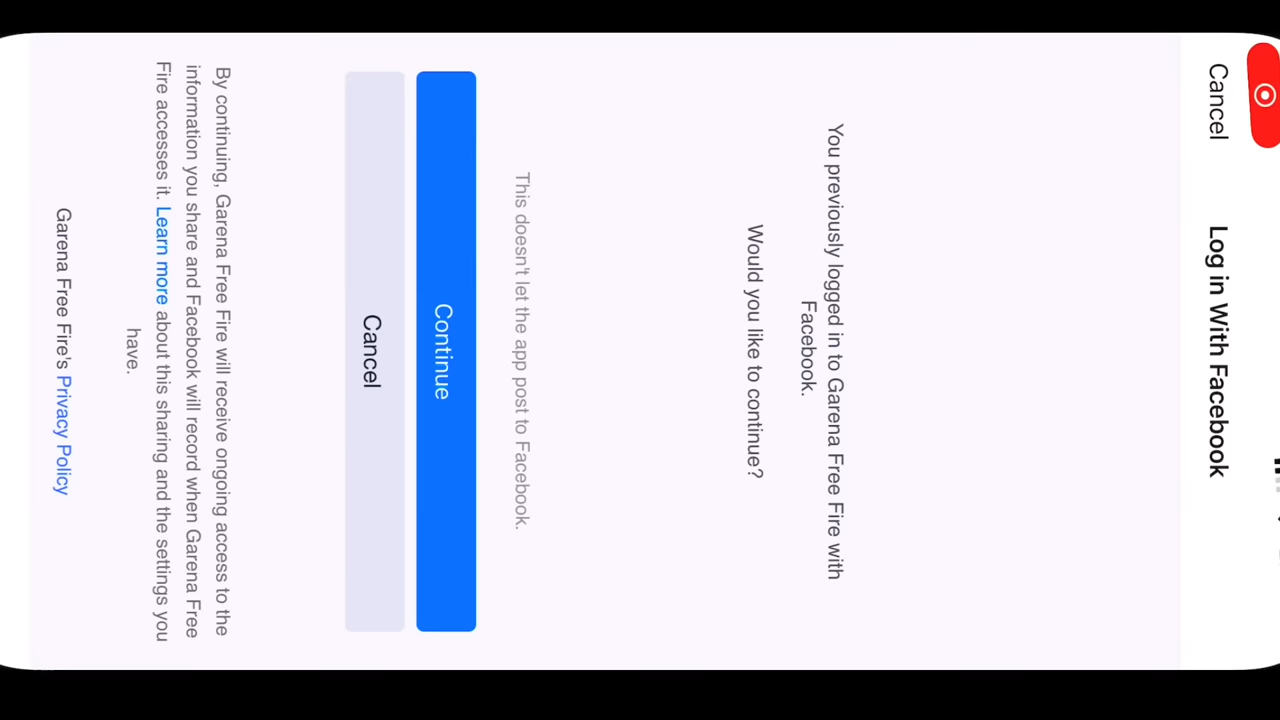 Cancel
Log in With Facebook
You previously logged in to Garena Free Fire with
Facebook.
Would you like to continue?
This doesn't let the app post to Facebook.
Continue
Cancel
By continuing, Garena Free Fire will receive ongoing access to the
information you share and Facebook will record when Garena Free
Fire accesses it. Learn more about this sharing and the settings you
have.
Garena Free Fire's Privacy Policy